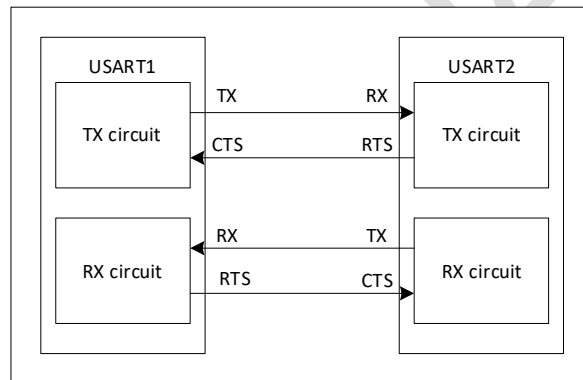 USART1 USART2
TX RX
TX circuit TX circuit
CTS RTS
RX TX
RX circuit RX circuit
RTS CTS